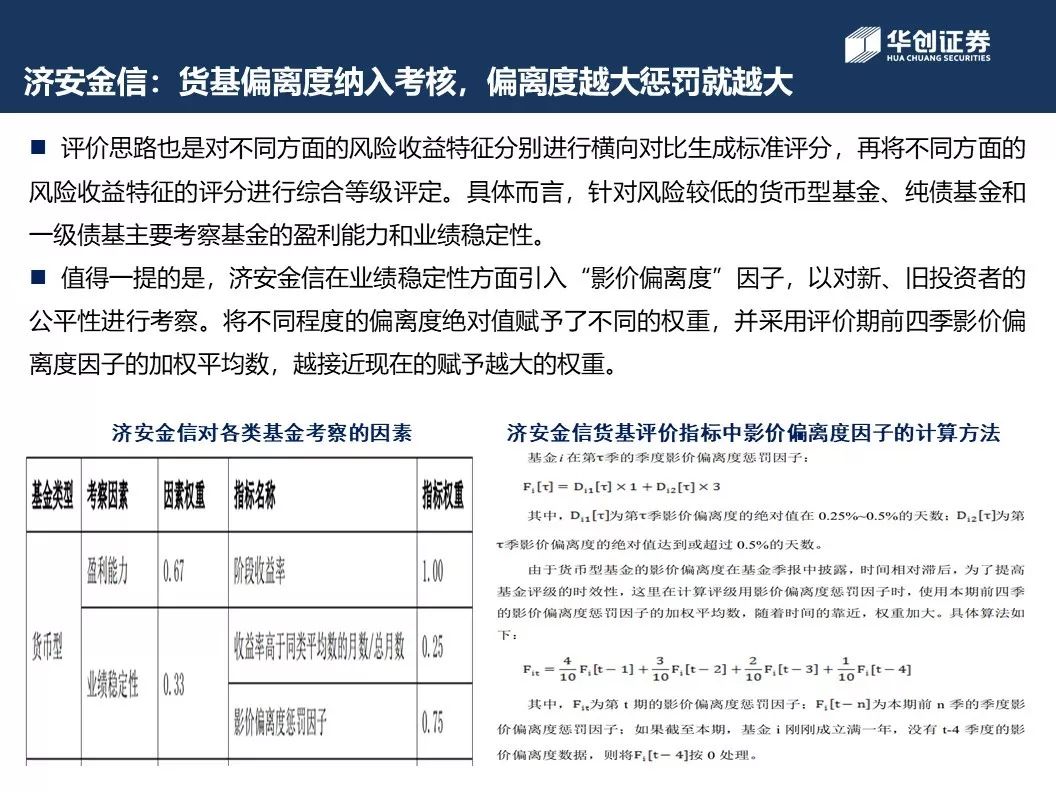 华创证券
HUA CHUANG SECURITIES
济安金信：货基偏离度纳入考核，偏离度越大惩罚就越大
■ 评价思路也是对不同方面的风险收益特征分别进行横向对比生成标准评分，再将不同方面的
风险收益特征的评分进行综合等级评定。具体而言，针对风险较低的货币型基金、纯债基金和
一级债基主要考察基金的盈利能力和业绩稳定性。
■ 值得一提的是，济安金信在业绩稳定性方面引入“影价偏离度”因子，以对新、旧投资者的
公平性进行考察。将不同程度的偏离度绝对值赋予了不同的权重，并采用评价期前四季影价偏
离度因子的加权平均数，越接近现在的赋予越大的权重。
济安金信对各类基金考察的因素
基金类型 考察因素 因素权重 指标名称 指标权重
盈利能力 0.67 阶段收益率 1.00
货币型
收益率高于同类平均数的月数/总月数 0.25
业绩稳定性 0.33
影价偏离度惩罚因子 0.75
济安金信货基评价指标中影价偏离度因子的计算方法
基金 i 在第τ季的季度影价偏离度惩罚因子：
F_i[τ] = D_i1[τ] × 1 + D_i2[τ] × 3
其中，D_i1[τ]为第τ季影价偏离度的绝对值在 0.25%~0.5%的天数；D_i2[τ]为第
τ季影价偏离度的绝对值达到或超过 0.5%的天数。
由于货币型基金的影价偏离度在基金季报中披露，时间相对滞后，为了提高
基金评级的时效性，这里在计算评级用影价偏离度惩罚因子时，使用本期前四季
的影价偏离度惩罚因子的加权平均数，随着时间的靠近，权重加大。具体算法如
下：
F_it = 4/10 F_i[t − 1] + 3/10 F_i[t − 2] + 2/10 F_i[t − 3] + 1/10 F_i[t − 4]
其中，F_it为第 t 期的影价偏离度惩罚因子；F_i[t − n]为本期前 n 季的季度影
价偏离度惩罚因子；如果截至本期，基金 i 刚刚成立满一年，没有 t-4 季度的影
价偏离度数据，则将F_i[t − 4]按 0 处理。